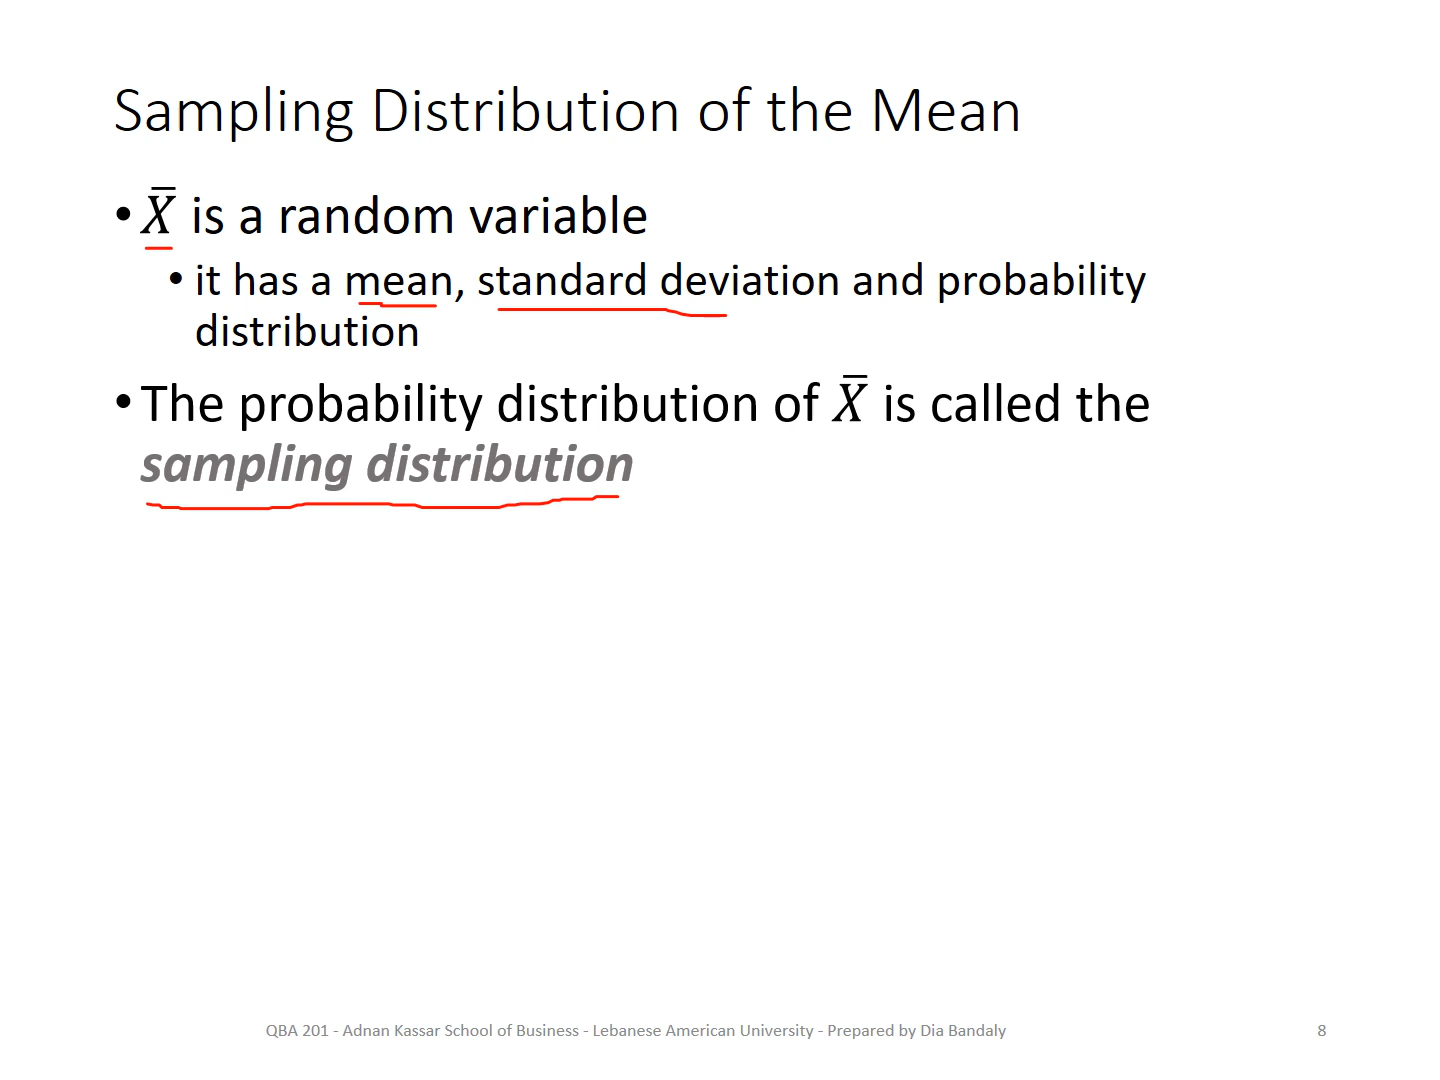 Sampling Distribution of the Mean
• X̅ is a random variable
• it has a mean, standard deviation and probability
distribution
• The probability distribution of X̅ is called the
sampling distribution
QBA 201 - Adnan Kassar School of Business - Lebanese American University - Prepared by Dia Bandaly
8